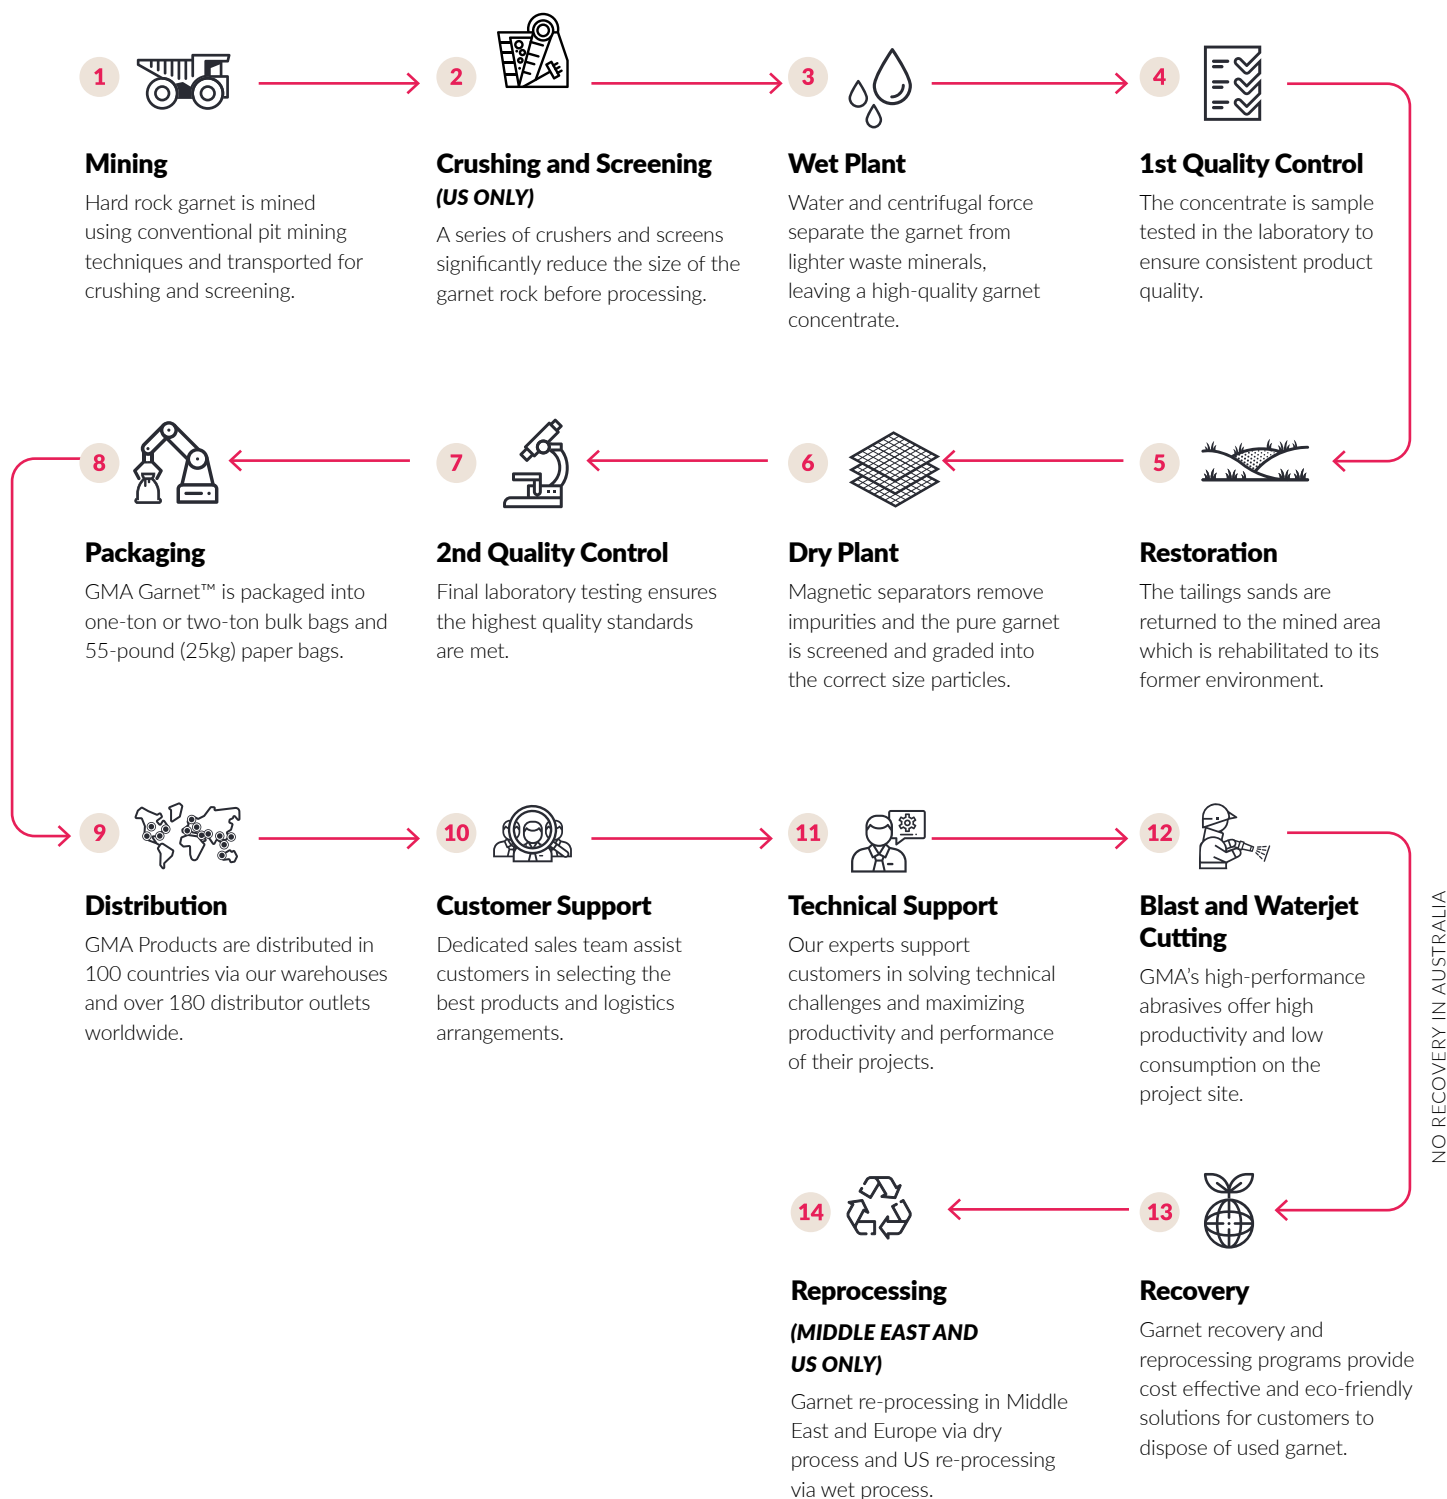 1
Mining
Hard rock garnet is mined
using conventional pit mining
techniques and transported for
crushing and screening.
2
Crushing and Screening
(US ONLY)
A series of crushers and screens
significantly reduce the size of the
garnet rock before processing.
3
Wet Plant
Water and centrifugal force
separate the garnet from
lighter waste minerals,
leaving a high-quality garnet
concentrate.
4
1st Quality Control
The concentrate is sample
tested in the laboratory to
ensure consistent product
quality.
5
Restoration
The tailings sands are
returned to the mined area
which is rehabilitated to its
former environment.
6
Dry Plant
Magnetic separators remove
impurities and the pure garnet
is screened and graded into
the correct size particles.
7
2nd Quality Control
Final laboratory testing ensures
the highest quality standards
are met.
8
Packaging
GMA Garnet™ is packaged into
one-ton or two-ton bulk bags and
55-pound (25kg) paper bags.
9
Distribution
GMA Products are distributed in
100 countries via our warehouses
and over 180 distributor outlets
worldwide.
10
Customer Support
Dedicated sales team assist
customers in selecting the
best products and logistics
arrangements.
11
Technical Support
Our experts support
customers in solving technical
challenges and maximizing
productivity and performance
of their projects.
12
Blast and Waterjet
Cutting
GMA’s high-performance
abrasives offer high
productivity and low
consumption on the
project site.
NO RECOVERY IN AUSTRALIA
13
Recovery
Garnet recovery and
reprocessing programs provide
cost effective and eco-friendly
solutions for customers to
dispose of used garnet.
14
Reprocessing
(MIDDLE EAST AND
US ONLY)
Garnet re-processing in Middle
East and Europe via dry
process and US re-processing
via wet process.